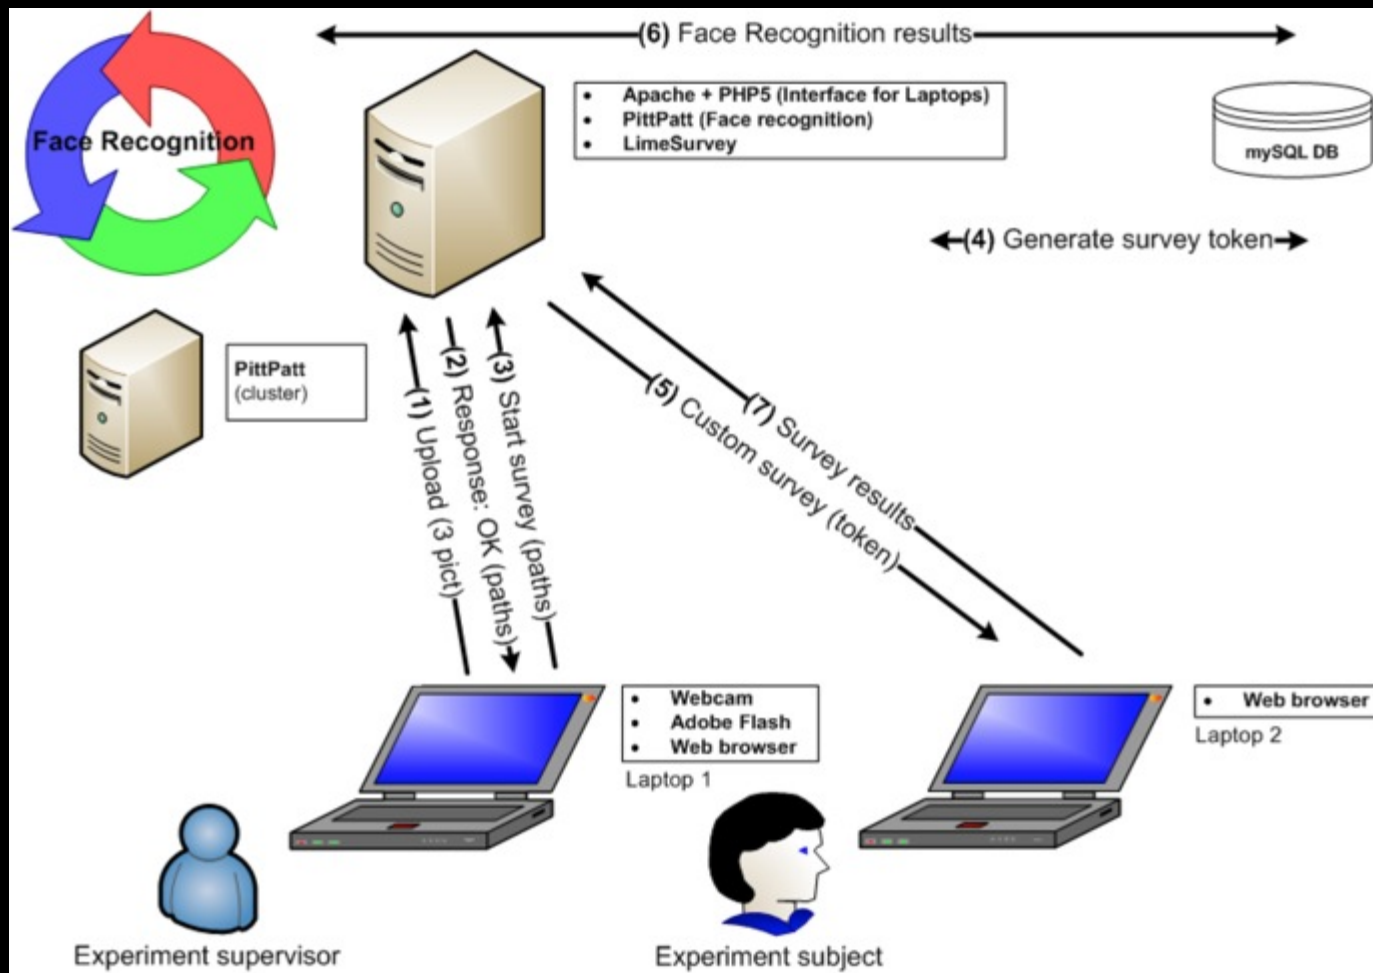 (6) Face Recognition results
Face Recognition
• Apache + PHP5 (Interface for Laptops)
• PittPatt (Face recognition)
• LimeSurvey
mySQL DB
(4) Generate survey token
PittPatt
(cluster)
(1) Upload (3 pict)
(2) Response: OK (paths)
(3) Start survey (paths)
(5) Custom survey (token)
(7) Survey results
• Webcam
• Adobe Flash
• Web browser
Laptop 1
• Web browser
Laptop 2
Experiment supervisor
Experiment subject